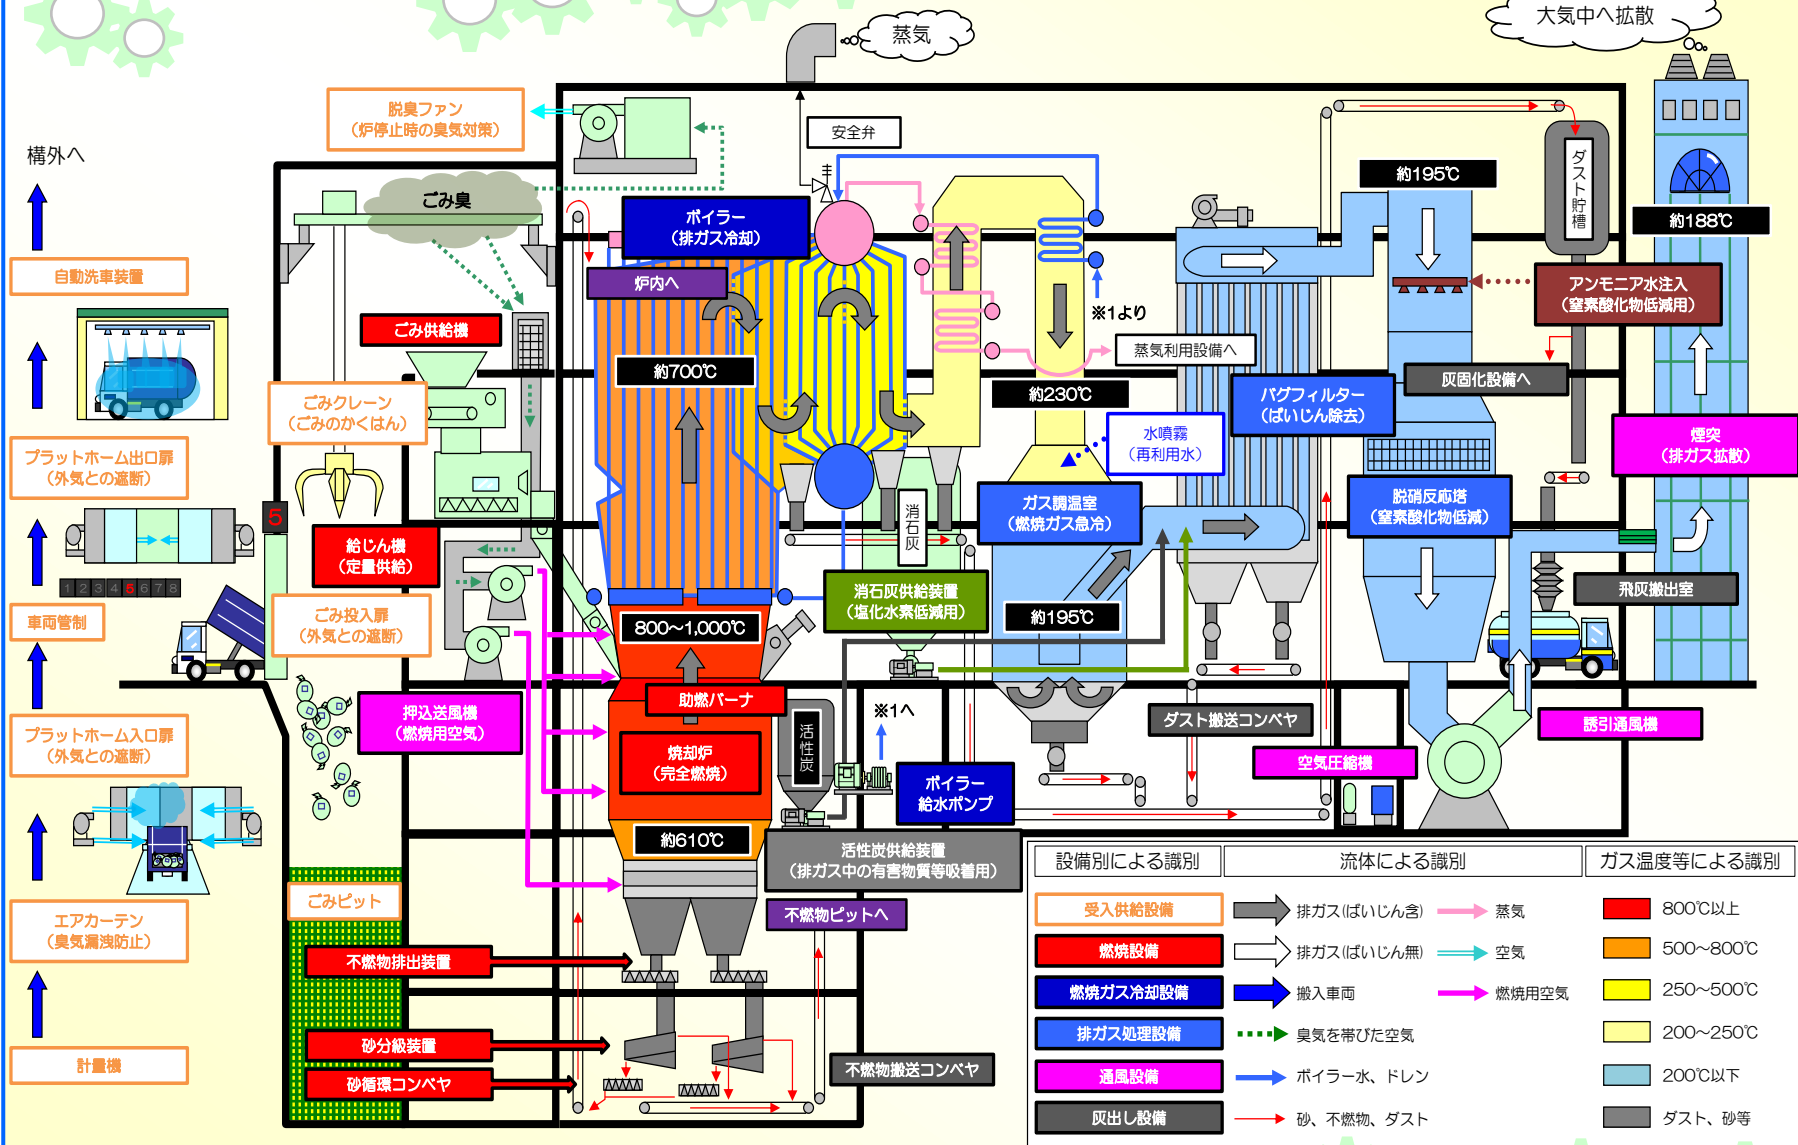 大気中へ拡散
蒸気
脱臭ファン
（炉停止時の臭気対策）
安全弁
構外へ
ごみ臭
ボイラー
（排ガス冷却）
約195℃
ダスト貯槽
約188℃
自動洗車装置
炉内へ
アンモニア水注入
（窒素酸化物低減用）
ごみ供給機
※1より
蒸気利用設備へ
約700℃
灰固化設備へ
ごみクレーン
（ごみのかくはん）
約230℃
バグフィルター
（ばいじん除去）
水噴霧
（再利用水）
煙突
（排ガス拡散）
プラットホーム出口扉
（外気との遮断）
ガス調温室
（燃焼ガス急冷）
脱硝反応塔
（窒素酸化物低減）
消石灰
5
給じん機
（定量供給）
1 2 3 4 5 6 7 8
消石灰供給装置
（塩化水素低減用）
飛灰搬出室
車両管制
ごみ投入扉
（外気との遮断）
800～1,000℃
約195℃
助燃バーナ
押込送風機
（燃焼用空気）
※1へ
ダスト搬送コンベヤ
誘引通風機
プラットホーム入口扉
（外気との遮断）
活性炭
焼却炉
（完全燃焼）
空気圧縮機
ボイラー
給水ポンプ
約610℃
活性炭供給装置
（排ガス中の有害物質等吸着用）
ごみピット
不燃物ピットへ
エアカーテン
（臭気漏洩防止）
不燃物排出装置
砂分級装置
計量機
砂循環コンベヤ
不燃物搬送コンベヤ
設備別による識別
流体による識別
ガス温度等による識別
受入供給設備
排ガス(ばいじん含)
蒸気
800℃以上
燃焼設備
排ガス(ばいじん無)
空気
500～800℃
燃焼ガス冷却設備
搬入車両
燃焼用空気
250～500℃
排ガス処理設備
臭気を帯びた空気
200～250℃
通風設備
ボイラー水、ドレン
200℃以下
灰出し設備
砂、不燃物、ダスト
ダスト、砂等